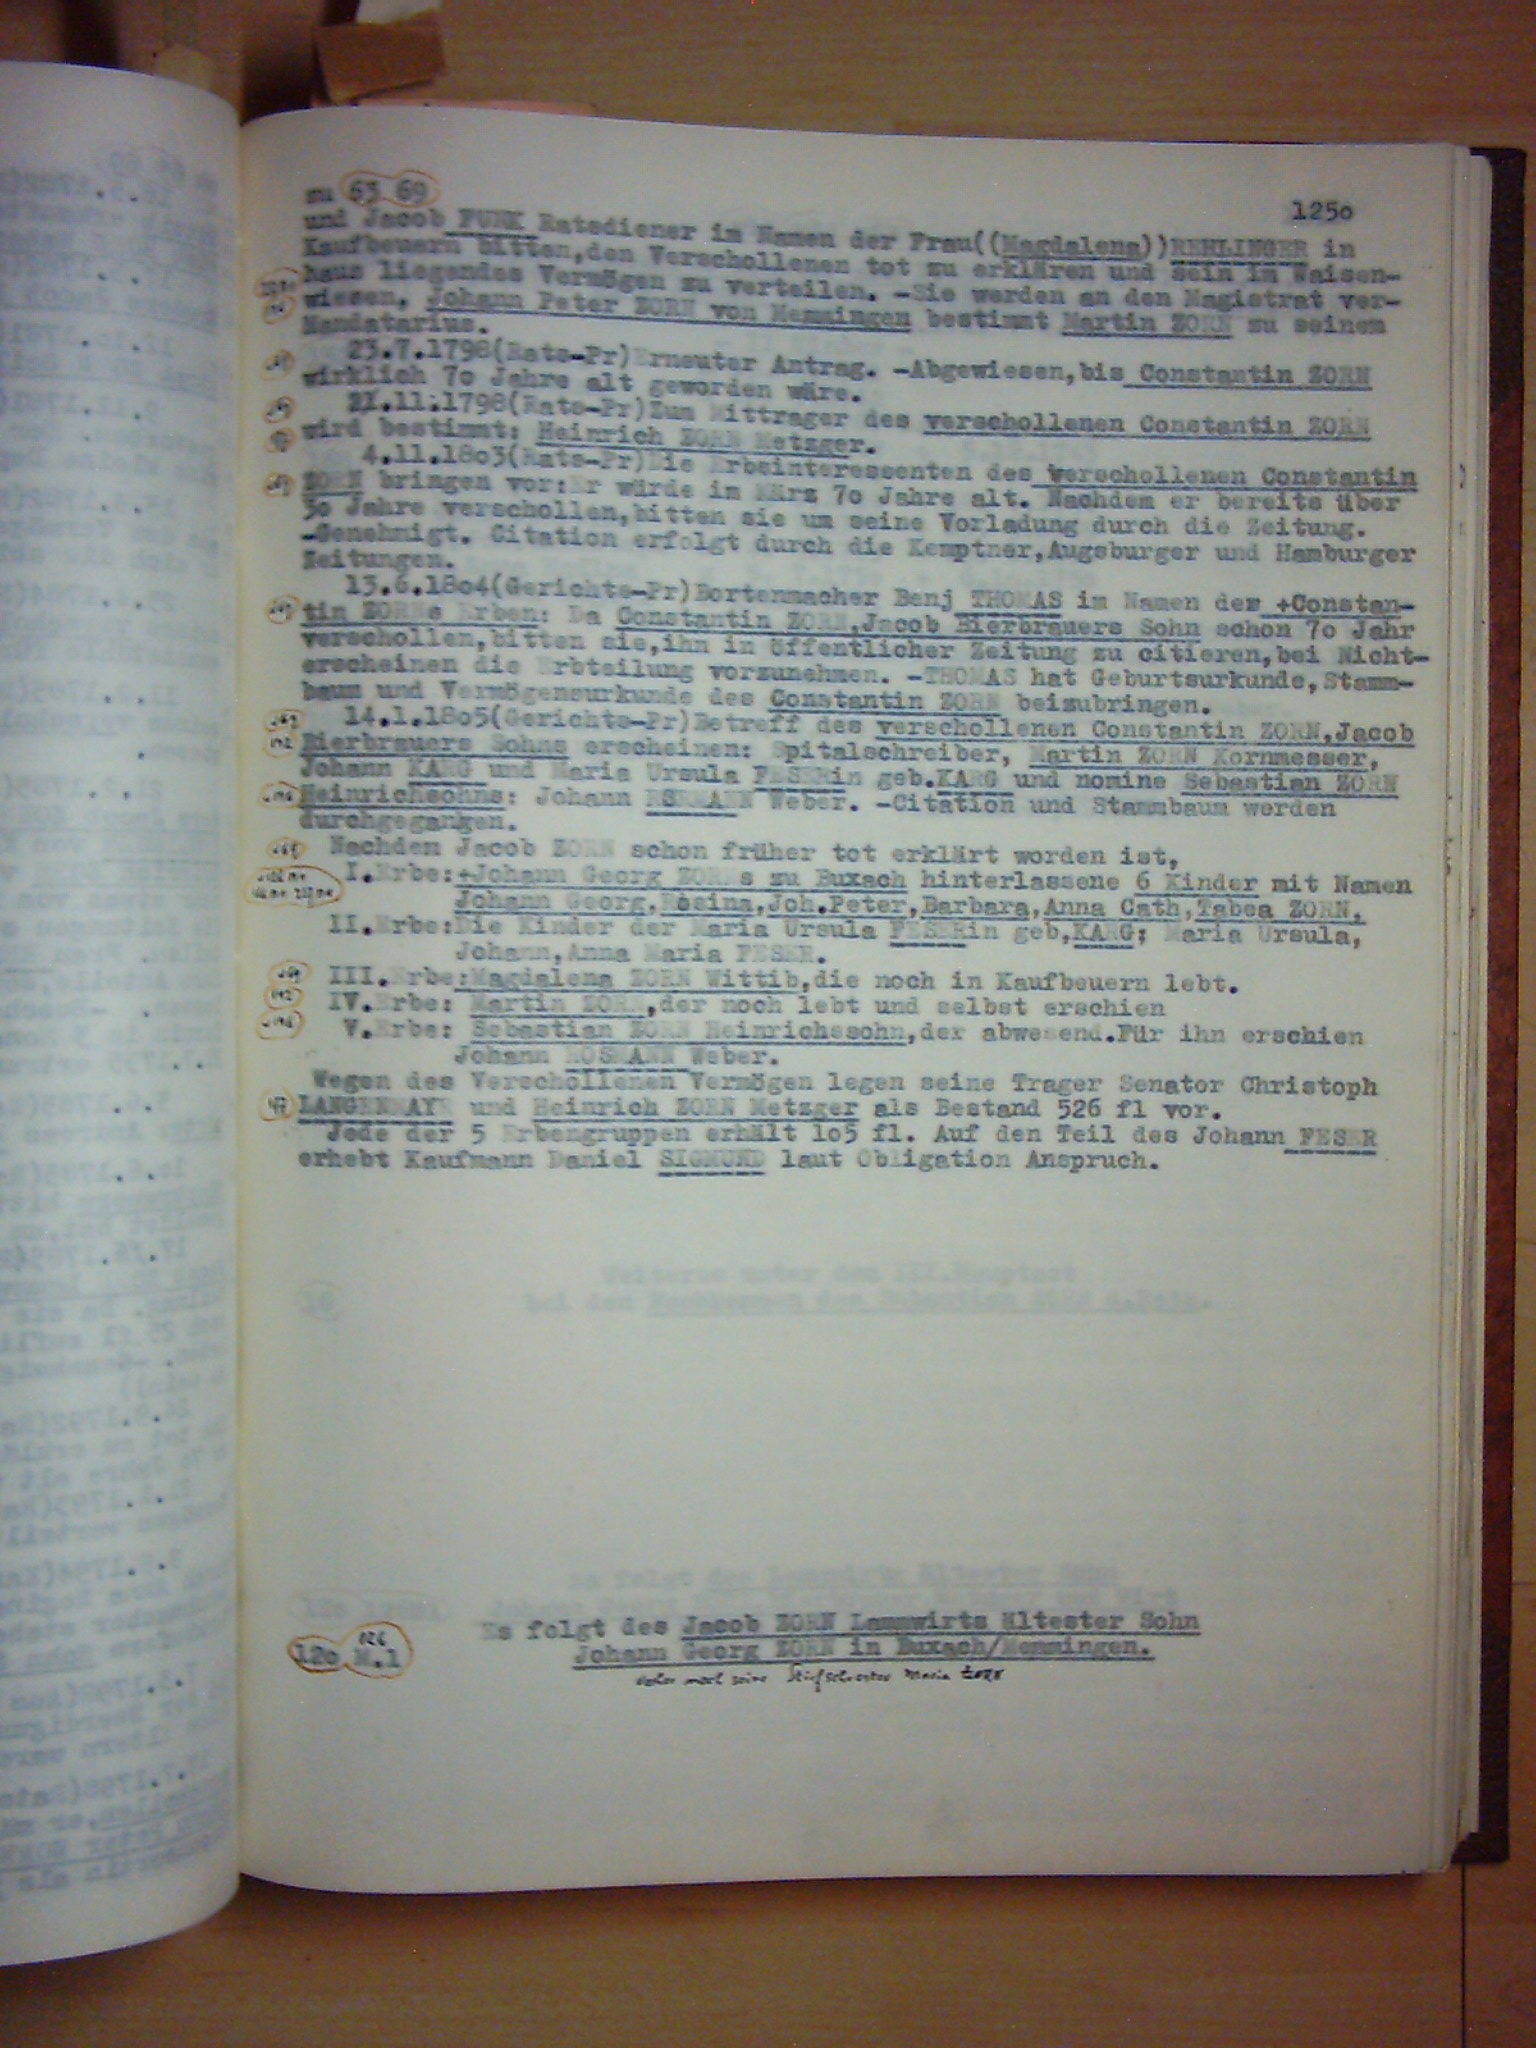 zu 63 69
125o
und Jacob FUNK Ratsdiener im Namen der Frau((Magdalena))REHLINGER in
Kaufbeuern bitten,den Verschollenen tot zu erklären und sein im Waisen-
haus liegendes Vermögen zu verteilen. -Sie werden an den Magistrat ver-
wiesen, Johann Peter ZORN von Memmingen bestimmt Martin ZORN zu seinem
Mandatarius.
23.7.1798(Rats-Pr)Erneuter Antrag. -Abgewiesen,bis Constantin ZORN
wirklich 7o Jahre alt geworden wäre.
21.11.1798(Rats-Pr)Zum Mittrager des verschollenen Constantin ZORN
wird bestimmt: Heinrich ZORN Metzger.
4.11.18o3(Rats-Pr)Die Erbsinteressenten des verschollenen Constantin
ZORN bringen vor:Er würde im März 7o Jahre alt. Nachdem er bereits über
3o Jahre verschollen,bitten sie um seine Vorladung durch die Zeitung.
-Genehmigt. Citation erfolgt durch die Kemptner,Augsburger und Hamburger
Zeitungen.
13.6.18o4(Gerichts-Pr)Bortenmacher Benj THOMAS im Namen der +Constan-
tin ZORNs Erben: Da Constantin ZORN,Jacob Bierbrauers Sohn schon 7o Jahr
verschollen,bitten sie,ihn in öffentlicher Zeitung zu citieren,bei Nicht-
erscheinen die Erbteilung vorzunehmen. -THOMAS hat Geburtsurkunde,Stamm-
baum und Vermögensurkunde des Constantin ZORN beizubringen.
14.1.18o5(Gerichts-Pr)Betreff des verschollenen Constantin ZORN,Jacob
Bierbrauers Sohns erscheinen: Spitalschreiber, Martin ZORN Kornmesser,
Johann KARG und Maria Ursula FESERin geb.KARG und nomine Sebastian ZORN
Heinrichsohns: Johann Weber. -Citation und Stammbaum werden
durchgegangen.
Nachdem Jacob ZORN schon früher tot erklärt worden ist,
I.Erbe:+Johann Georg ZORNs zu Buxach hinterlassene 6 Kinder mit Namen
Johann Georg,Rosina,Joh.Peter,Barbara,Anna Cath,Tabea ZORN.
II.Erbe:Die Kinder der Maria Ursula FESERin geb,KARG; Maria Ursula,
Johann,Anna Maria FESER.
III.Erbe:Magdalena ZORN Wittib,die noch in Kaufbeuern lebt.
IV.Erbe: Martin ZORN,der noch lebt und selbst erschien
V.Erbe: Sebastian ZORN Heinrichssohn,der abwesend.Für ihn erschien
Johann ROSMANN Weber.
Wegen des Verschollenen Vermögen legen seine Trager Senator Christoph
LANGENMAYR und Heinrich ZORN Metzger als Bestand 526 fl vor.
Jede der 5 Erbengruppen erhält 1o5 fl. Auf den Teil des Johann FESER
erhebt Kaufmann Daniel SIGMUND laut Obligation Anspruch.
Es folgt des Jacob ZORN Lammwirts ältester Sohn
12o M.1 126
Johann Georg ZORN in Buxach/Memmingen.
seine Stiefschwester Maria ZORN